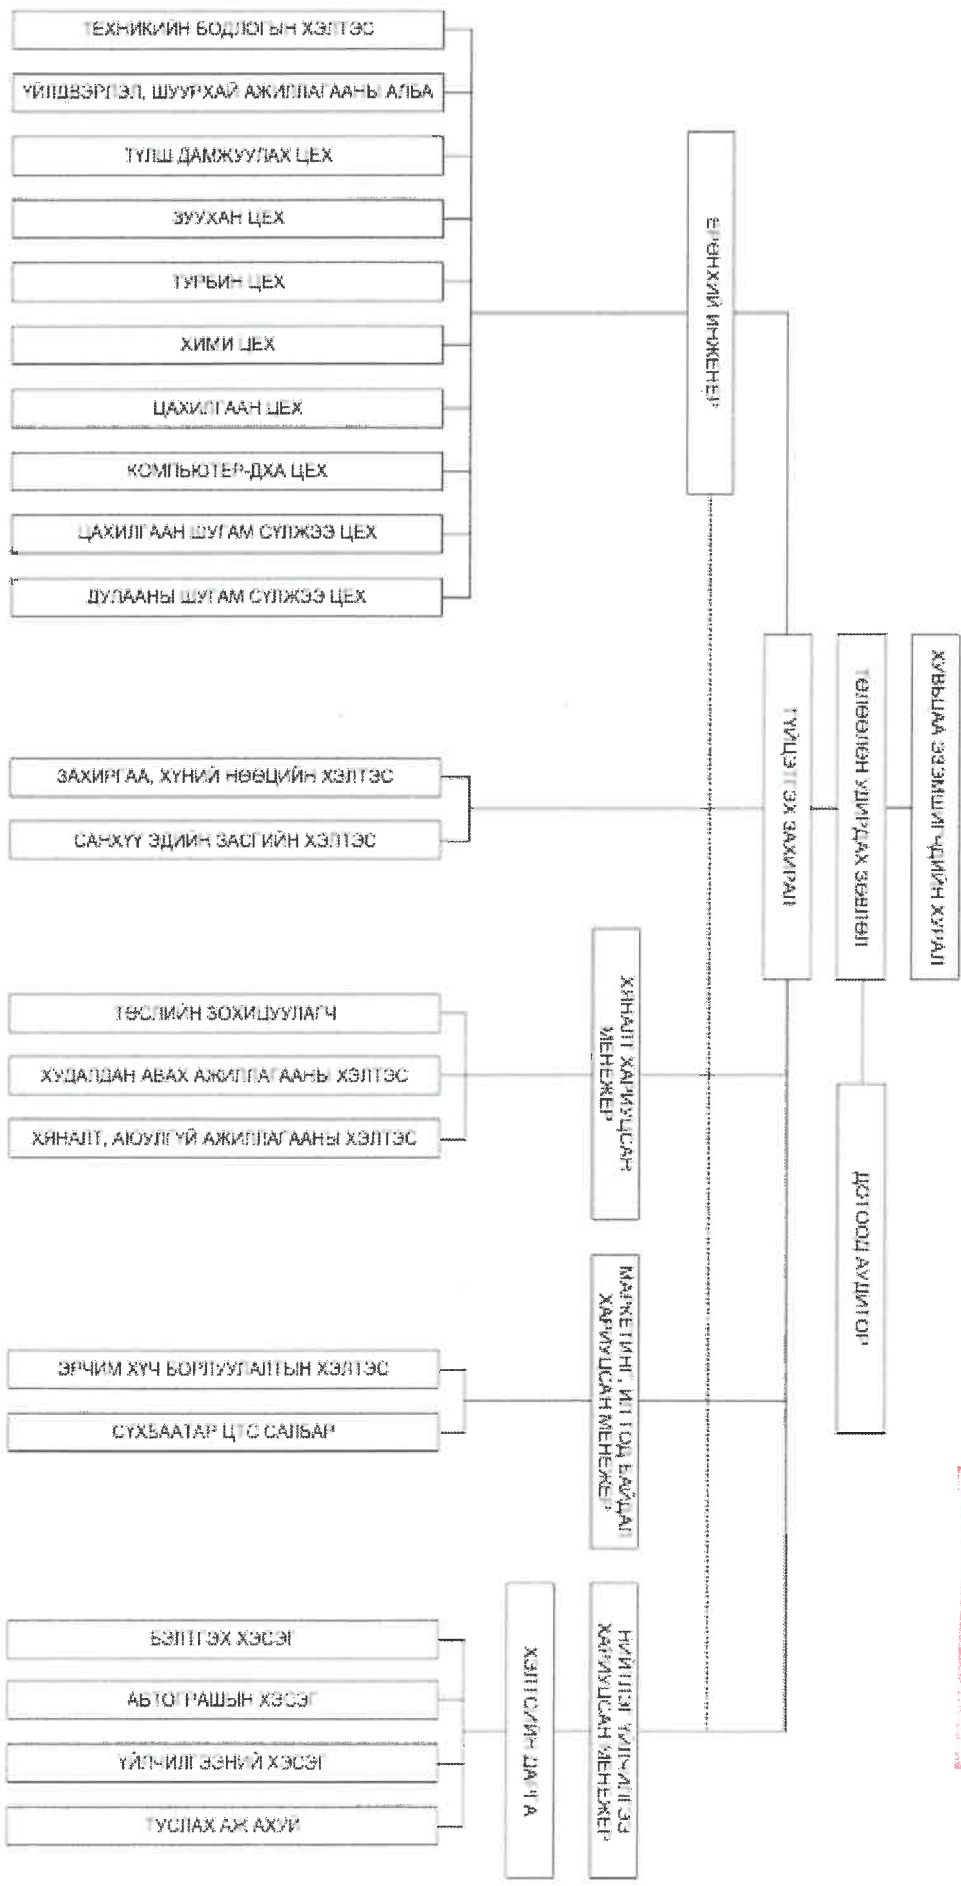 ХУВЬЦАА ЭЗЭМШИГЧДИЙН ХУРАЛ
ТӨЛӨӨЛӨН УДИРДАХ ЗӨВЛӨЛ
ДОТООД АУДИТОР
ГҮЙЦЭТГЭХ ЗАХИРАЛ
ЕРӨНХИЙ ИНЖЕНЕР
ТЕХНИКИЙН БОДЛОГЫН ХЭЛТЭС
ҮЙЛДВЭРЛЭЛ, ШУУРХАЙ АЖИЛЛАГААНЫ АЛБА
ТҮЛШ ДАМЖУУЛАХ ЦЕХ
ЗУУХАН ЦЕХ
ТУРБИН ЦЕХ
ХИМИ ЦЕХ
ЦАХИЛГААН ЦЕХ
КОМПЬЮТЕР-ДХА ЦЕХ
ЦАХИЛГААН ШУГАМ СҮЛЖЭЭ ЦЕХ
ДУЛААНЫ ШУГАМ СҮЛЖЭЭ ЦЕХ
ЗАХИРГАА, ХҮНИЙ НӨӨЦИЙН ХЭЛТЭС
САНХҮҮ ЭДИЙН ЗАСГИЙН ХЭЛТЭС
ХЯНАЛТ ХАРИУЦСАН
МЕНЕЖЕР
ТӨСЛИЙН ЗОХИЦУУЛАГЧ
ХУДАЛДАН АВАХ АЖИЛЛАГААНЫ ХЭЛТЭС
ХЯНАЛТ, АЮУЛГҮЙ АЖИЛЛАГААНЫ ХЭЛТЭС
МАРКЕТИНГ, ИЛ ТОД БАЙДАЛ
ХАРИУЦСАН МЕНЕЖЕР
ЭРЧИМ ХҮЧ БОРЛУУЛАЛТЫН ХЭЛТЭС
СҮХБААТАР ЦТС САЛБАР
НИЙТЛЭГ ҮЙЛЧИЛГЭЭ
ХАРИУЦСАН МЕНЕЖЕР
ХЭЛТСИЙН ДАРГА
БЭЛТГЭХ ХЭСЭГ
АВТОГРАШЫН ХЭСЭГ
ҮЙЛЧИЛГЭЭНИЙ ХЭСЭГ
ТУСЛАХ АЖ АХУЙ